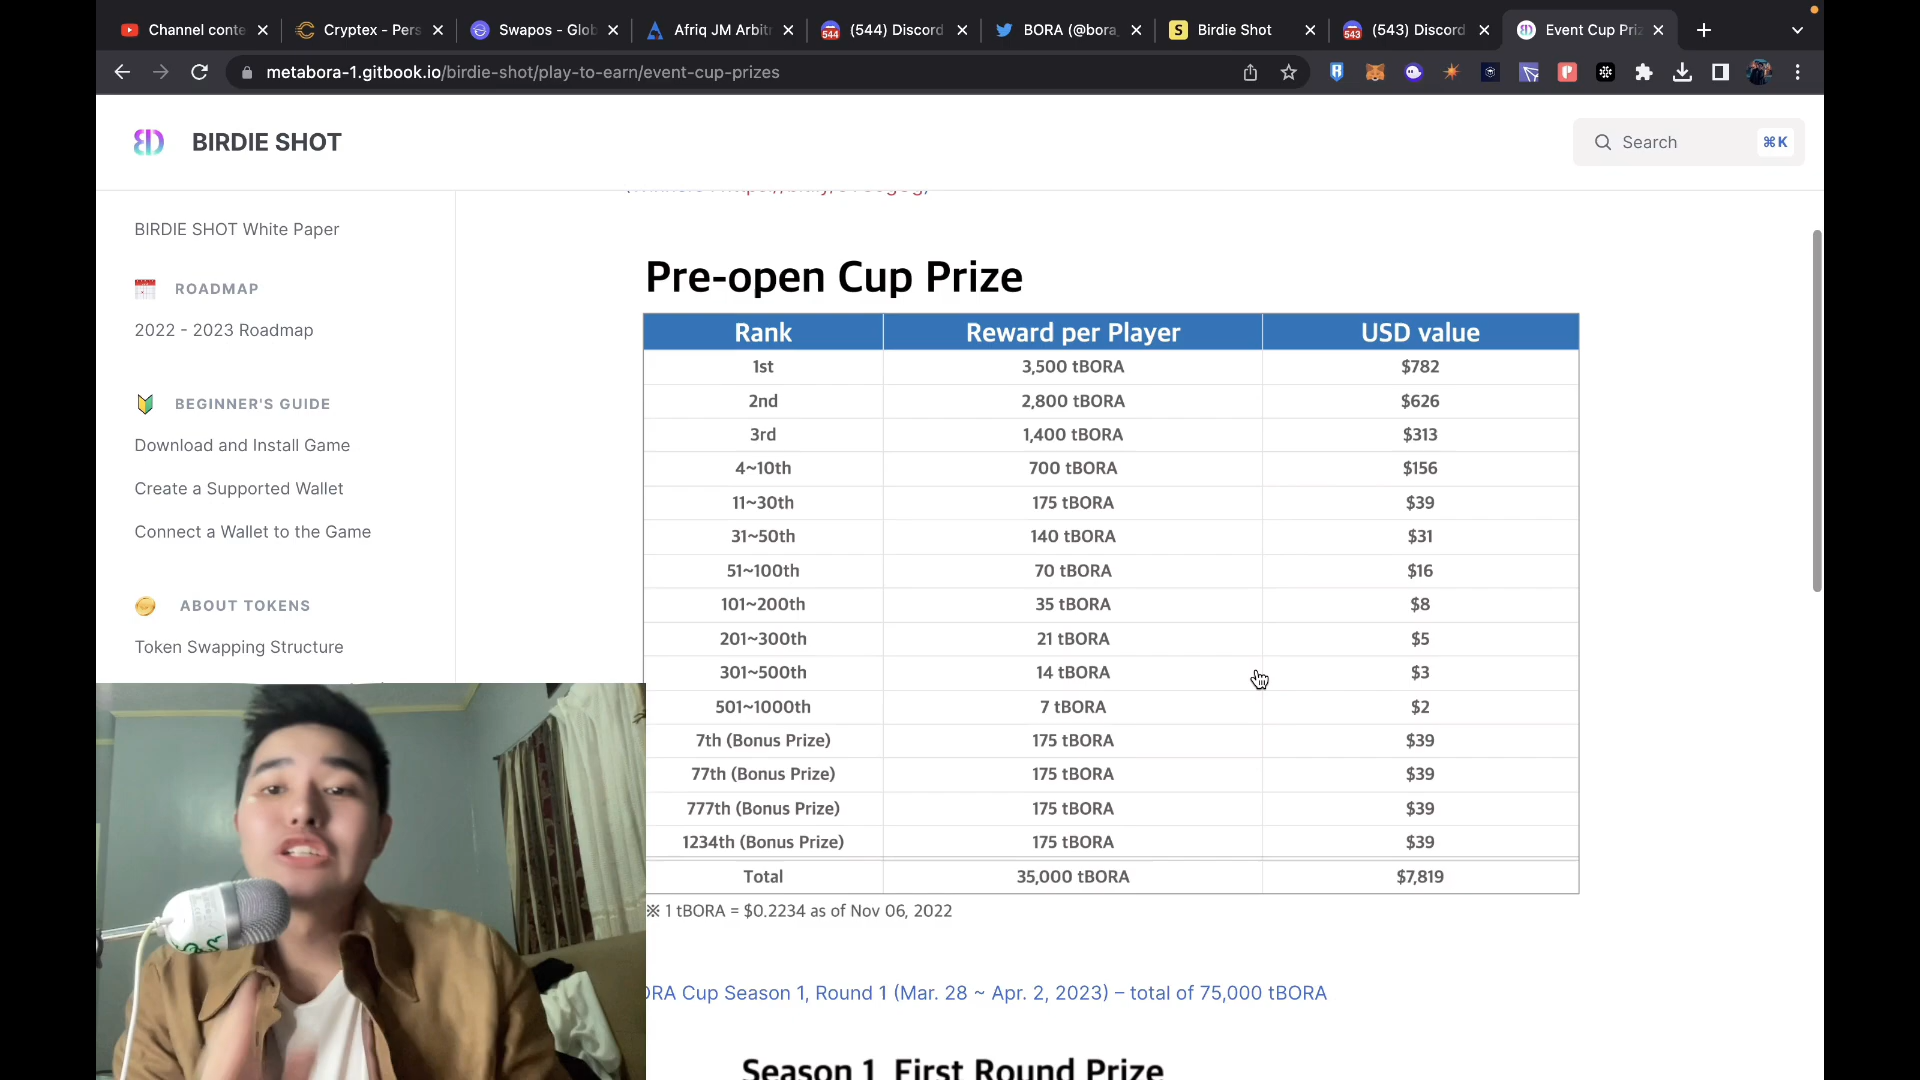 Channel conte
Cryptex - Pers
Swapos - Glob
Afriq JM Arbitr
(544) Discord
BORA (@bora_
Birdie Shot
(543) Discord
Event Cup Priz
metabora-1.gitbook.io/birdie-shot/play-to-earn/event-cup-prizes
BIRDIE SHOT
Search
⌘K
BIRDIE SHOT White Paper
ROADMAP
2022 - 2023 Roadmap
BEGINNER'S GUIDE
Download and Install Game
Create a Supported Wallet
Connect a Wallet to the Game
ABOUT TOKENS
Token Swapping Structure
Pre-open Cup Prize
Rank Reward per Player USD value
1st 3,500 tBORA $782
2nd 2,800 tBORA $626
3rd 1,400 tBORA $313
4~10th 700 tBORA $156
11~30th 175 tBORA $39
31~50th 140 tBORA $31
51~100th 70 tBORA $16
101~200th 35 tBORA $8
201~300th 21 tBORA $5
301~500th 14 tBORA $3
501~1000th 7 tBORA $2
7th (Bonus Prize) 175 tBORA $39
77th (Bonus Prize) 175 tBORA $39
777th (Bonus Prize) 175 tBORA $39
1234th (Bonus Prize) 175 tBORA $39
Total 35,000 tBORA $7,819
※ 1 tBORA = $0.2234 as of Nov 06, 2022
ORA Cup Season 1, Round 1 (Mar. 28 ~ Apr. 2, 2023) – total of 75,000 tBORA
Season 1, First Round Prize